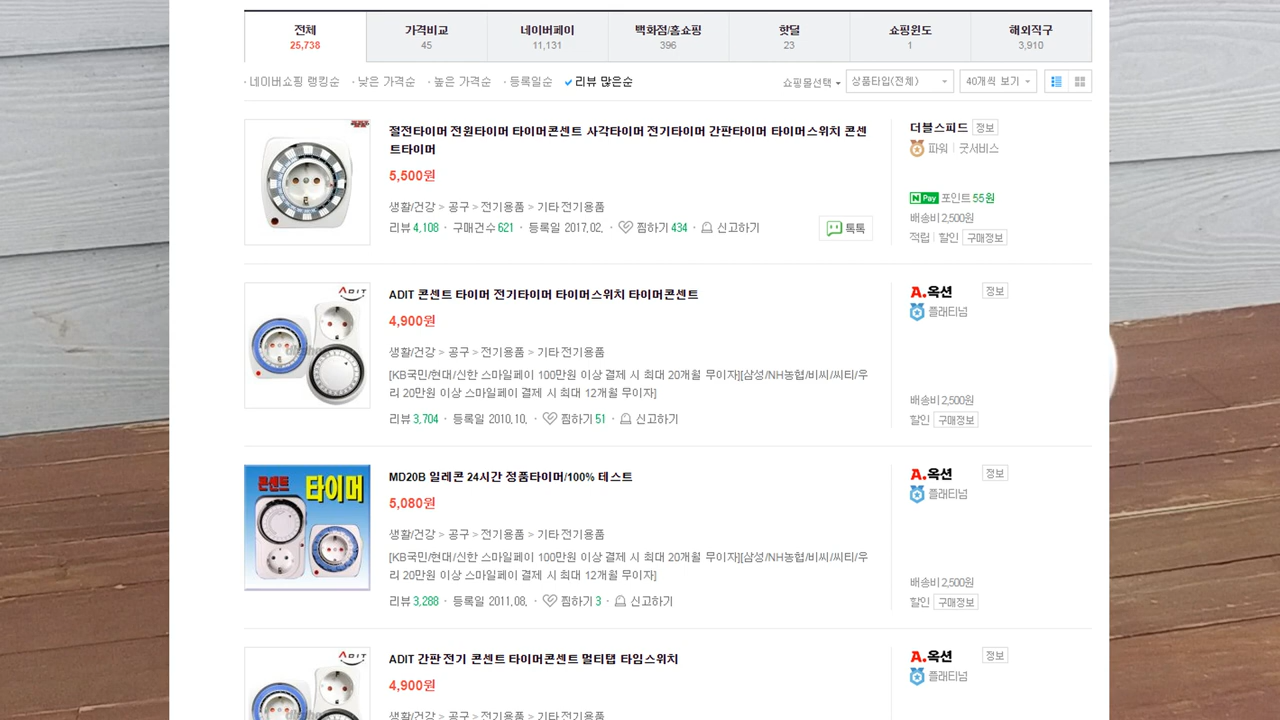 전체
25,738
가격비교
45
네이버페이
11,131
백화점/홈쇼핑
396
핫딜
23
쇼핑윈도
1
해외직구
3,910
네이버쇼핑 랭킹순 · 낮은 가격순 · 높은 가격순 · 등록일순 리뷰 많은순
쇼핑몰선택 상품타입(전체) 40개씩 보기
절전타이머 전원타이머 타이머콘센트 사각타이머 전기타이머 간판타이머 타이머스위치 콘센
트타이머
5,500원
생활/건강 > 공구 > 전기용품 > 기타 전기용품
리뷰 4,108 · 구매건수 621 · 등록일 2017.02. · 찜하기 434 · 신고하기
톡톡
더블스피드 정보
파워 | 굿서비스
N Pay 포인트 55원
배송비 2,500원
적립 | 할인 구매정보
ADIT
ADIT 콘센트 타이머 전기타이머 타이머스위치 타이머콘센트
4,900원
생활/건강 > 공구 > 전기용품 > 기타 전기용품
[KB국민/현대/신한 스마일페이 100만원 이상 결제 시 최대 20개월 무이자][삼성/NH농협/비씨/씨티/우
리 20만원 이상 스마일페이 결제 시 최대 12개월 무이자]
리뷰 3,704 · 등록일 2010.10. · 찜하기 51 · 신고하기
A.옥션 정보
플래티넘
배송비 2,500원
할인 구매정보
콘센트 타이머
MD20B 일레콘 24시간 정품타이머/100% 테스트
5,080원
생활/건강 > 공구 > 전기용품 > 기타 전기용품
[KB국민/현대/신한 스마일페이 100만원 이상 결제 시 최대 20개월 무이자][삼성/NH농협/비씨/씨티/우
리 20만원 이상 스마일페이 결제 시 최대 12개월 무이자]
리뷰 3,288 · 등록일 2011.08. · 찜하기 3 · 신고하기
A.옥션 정보
플래티넘
배송비 2,500원
할인 구매정보
ADIT
ADIT 간판 전기 콘센트 타이머콘센트 멀티탭 타임스위치
4,900원
생활/건강 > 공구 > 전기용품 > 기타 전기용품
A.옥션 정보
플래티넘